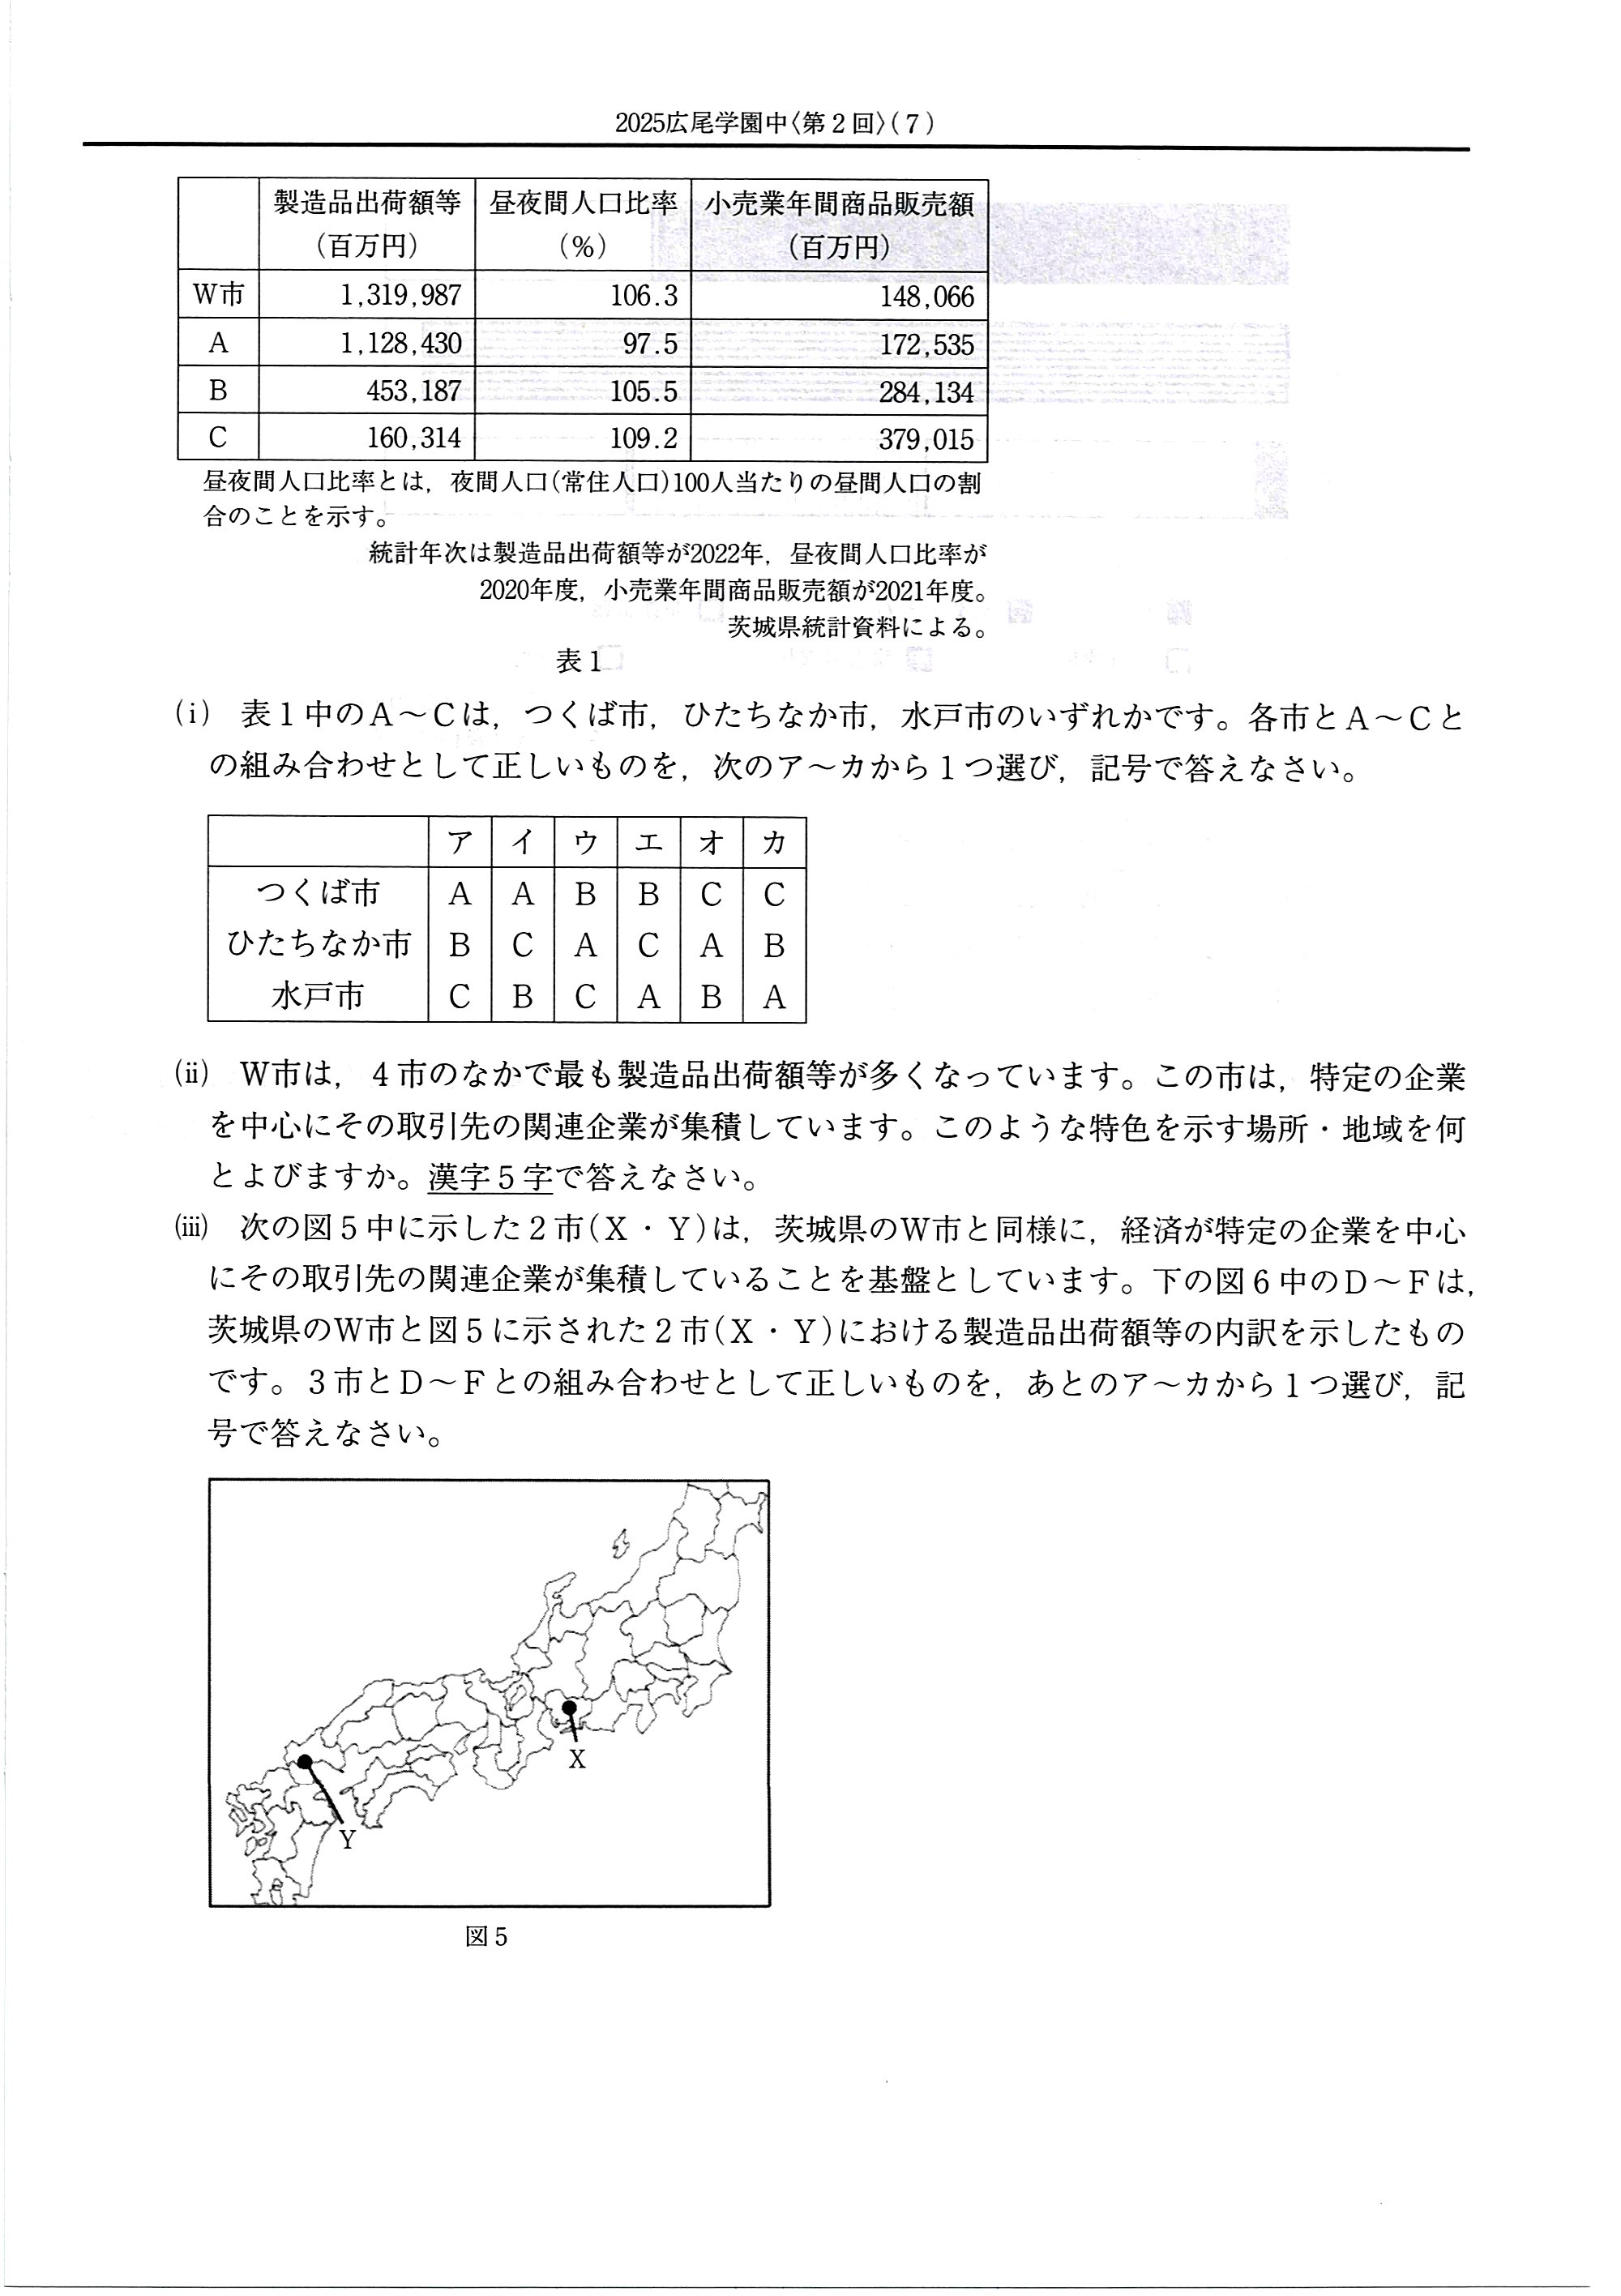 2025広尾学園中〈第2回〉(7)
製造品出荷額等 昼夜間人口比率 小売業年間商品販売額
(百万円) (%) (百万円)
W市 1,319,987 106.3 148,066
A 1,128,430 97.5 172,535
B 453,187 105.5 284,134
C 160,314 109.2 379,015
昼夜間人口比率とは，夜間人口(常住人口)100人当たりの昼間人口の割
合のことを示す。
統計年次は製造品出荷額等が2022年，昼夜間人口比率が
2020年度，小売業年間商品販売額が2021年度。
茨城県統計資料による。
表1
(i) 表1中のA～Cは，つくば市，ひたちなか市，水戸市のいずれかです。各市とA～Cと
の組み合わせとして正しいものを，次のア～カから1つ選び，記号で答えなさい。
ア イ ウ エ オ カ
つくば市 A A B B C C
ひたちなか市 B C A C A B
水戸市 C B C A B A
(ii) W市は，4市のなかで最も製造品出荷額等が多くなっています。この市は，特定の企業
を中心にその取引先の関連企業が集積しています。このような特色を示す場所・地域を何
とよびますか。漢字5字で答えなさい。
(iii) 次の図5中に示した2市(X・Y)は，茨城県のW市と同様に，経済が特定の企業を中心
にその取引先の関連企業が集積していることを基盤としています。下の図6中のD～Fは，
茨城県のW市と図5に示された2市(X・Y)における製造品出荷額等の内訳を示したもの
です。3市とD～Fとの組み合わせとして正しいものを，あとのア～カから1つ選び，記
号で答えなさい。
X
Y
図5